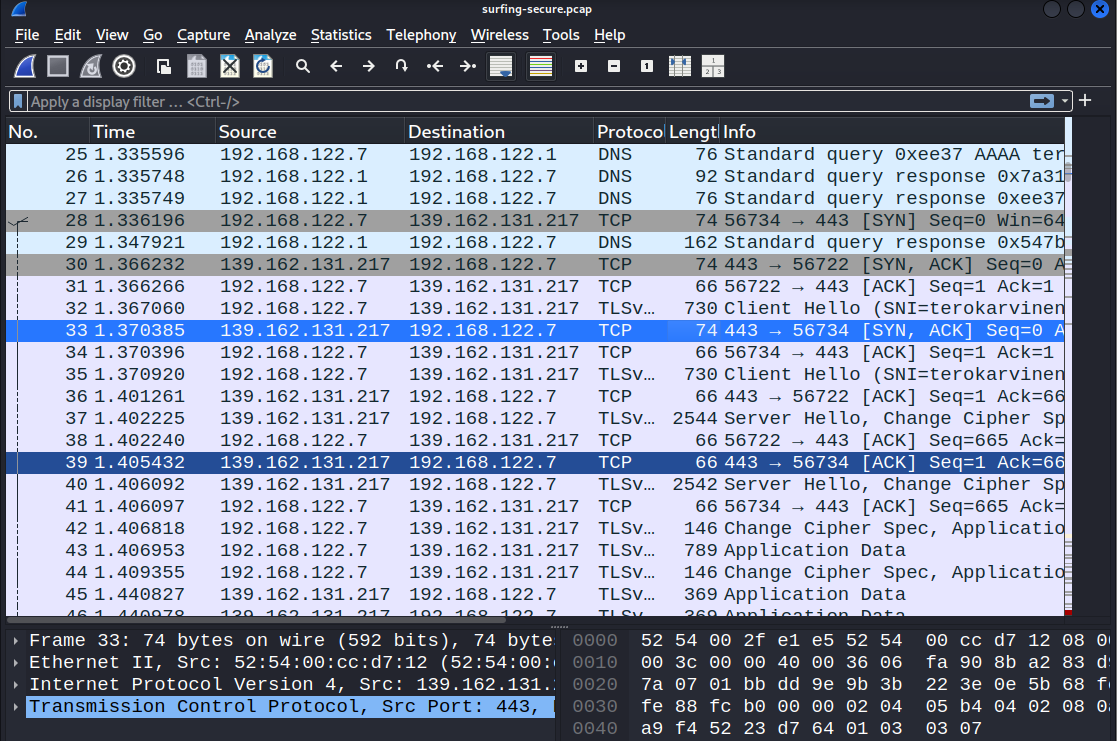 surfing-secure.pcap
File Edit View Go Capture Analyze Statistics Telephony Wireless Tools Help
Apply a display filter … <Ctrl-/>
No. Time Source Destination Protocol Length Info
25 1.335596 192.168.122.7 192.168.122.1 DNS 76 Standard query 0xee37 AAAA ter
26 1.335748 192.168.122.1 192.168.122.7 DNS 92 Standard query response 0x7a31
27 1.335749 192.168.122.1 192.168.122.7 DNS 76 Standard query response 0xee37
28 1.336196 192.168.122.7 139.162.131.217 TCP 74 56734 → 443 [SYN] Seq=0 Win=64
29 1.347921 192.168.122.1 192.168.122.7 DNS 162 Standard query response 0x547b
30 1.366232 139.162.131.217 192.168.122.7 TCP 74 443 → 56722 [SYN, ACK] Seq=0 A
31 1.366266 192.168.122.7 139.162.131.217 TCP 66 56722 → 443 [ACK] Seq=1 Ack=1
32 1.367060 192.168.122.7 139.162.131.217 TLSv… 730 Client Hello (SNI=terokarvinen
33 1.370385 139.162.131.217 192.168.122.7 TCP 74 443 → 56734 [SYN, ACK] Seq=0 A
34 1.370396 192.168.122.7 139.162.131.217 TCP 66 56734 → 443 [ACK] Seq=1 Ack=1
35 1.370920 192.168.122.7 139.162.131.217 TLSv… 730 Client Hello (SNI=terokarvinen
36 1.401261 139.162.131.217 192.168.122.7 TCP 66 443 → 56722 [ACK] Seq=1 Ack=66
37 1.402225 139.162.131.217 192.168.122.7 TLSv… 2544 Server Hello, Change Cipher Sp
38 1.402240 192.168.122.7 139.162.131.217 TCP 66 56722 → 443 [ACK] Seq=665 Ack=
39 1.405432 139.162.131.217 192.168.122.7 TCP 66 443 → 56734 [ACK] Seq=1 Ack=66
40 1.406092 139.162.131.217 192.168.122.7 TLSv… 2542 Server Hello, Change Cipher Sp
41 1.406097 192.168.122.7 139.162.131.217 TCP 66 56734 → 443 [ACK] Seq=665 Ack=
42 1.406818 192.168.122.7 139.162.131.217 TLSv… 146 Change Cipher Spec, Applicatio
43 1.406953 192.168.122.7 139.162.131.217 TLSv… 789 Application Data
44 1.409355 192.168.122.7 139.162.131.217 TLSv… 146 Change Cipher Spec, Applicatio
45 1.440827 139.162.131.217 192.168.122.7 TLSv… 369 Application Data
46 1.440978 139.162.131.217 192.168.122.7 TLSv… 369 Application Data
Frame 33: 74 bytes on wire (592 bits), 74 byte
Ethernet II, Src: 52:54:00:cc:d7:12 (52:54:00:
Internet Protocol Version 4, Src: 139.162.131.
Transmission Control Protocol, Src Port: 443,
0000 52 54 00 2f e1 e5 52 54 00 cc d7 12 08 0
0010 00 3c 00 00 40 00 36 06 fa 90 8b a2 83 d
0020 7a 07 01 bb dd 9e 9b 3b 22 3e 0e 5b 68 f
0030 fe 88 fc b0 00 00 02 04 05 b4 04 02 08 0
0040 a9 f4 52 23 d7 64 01 03 03 07